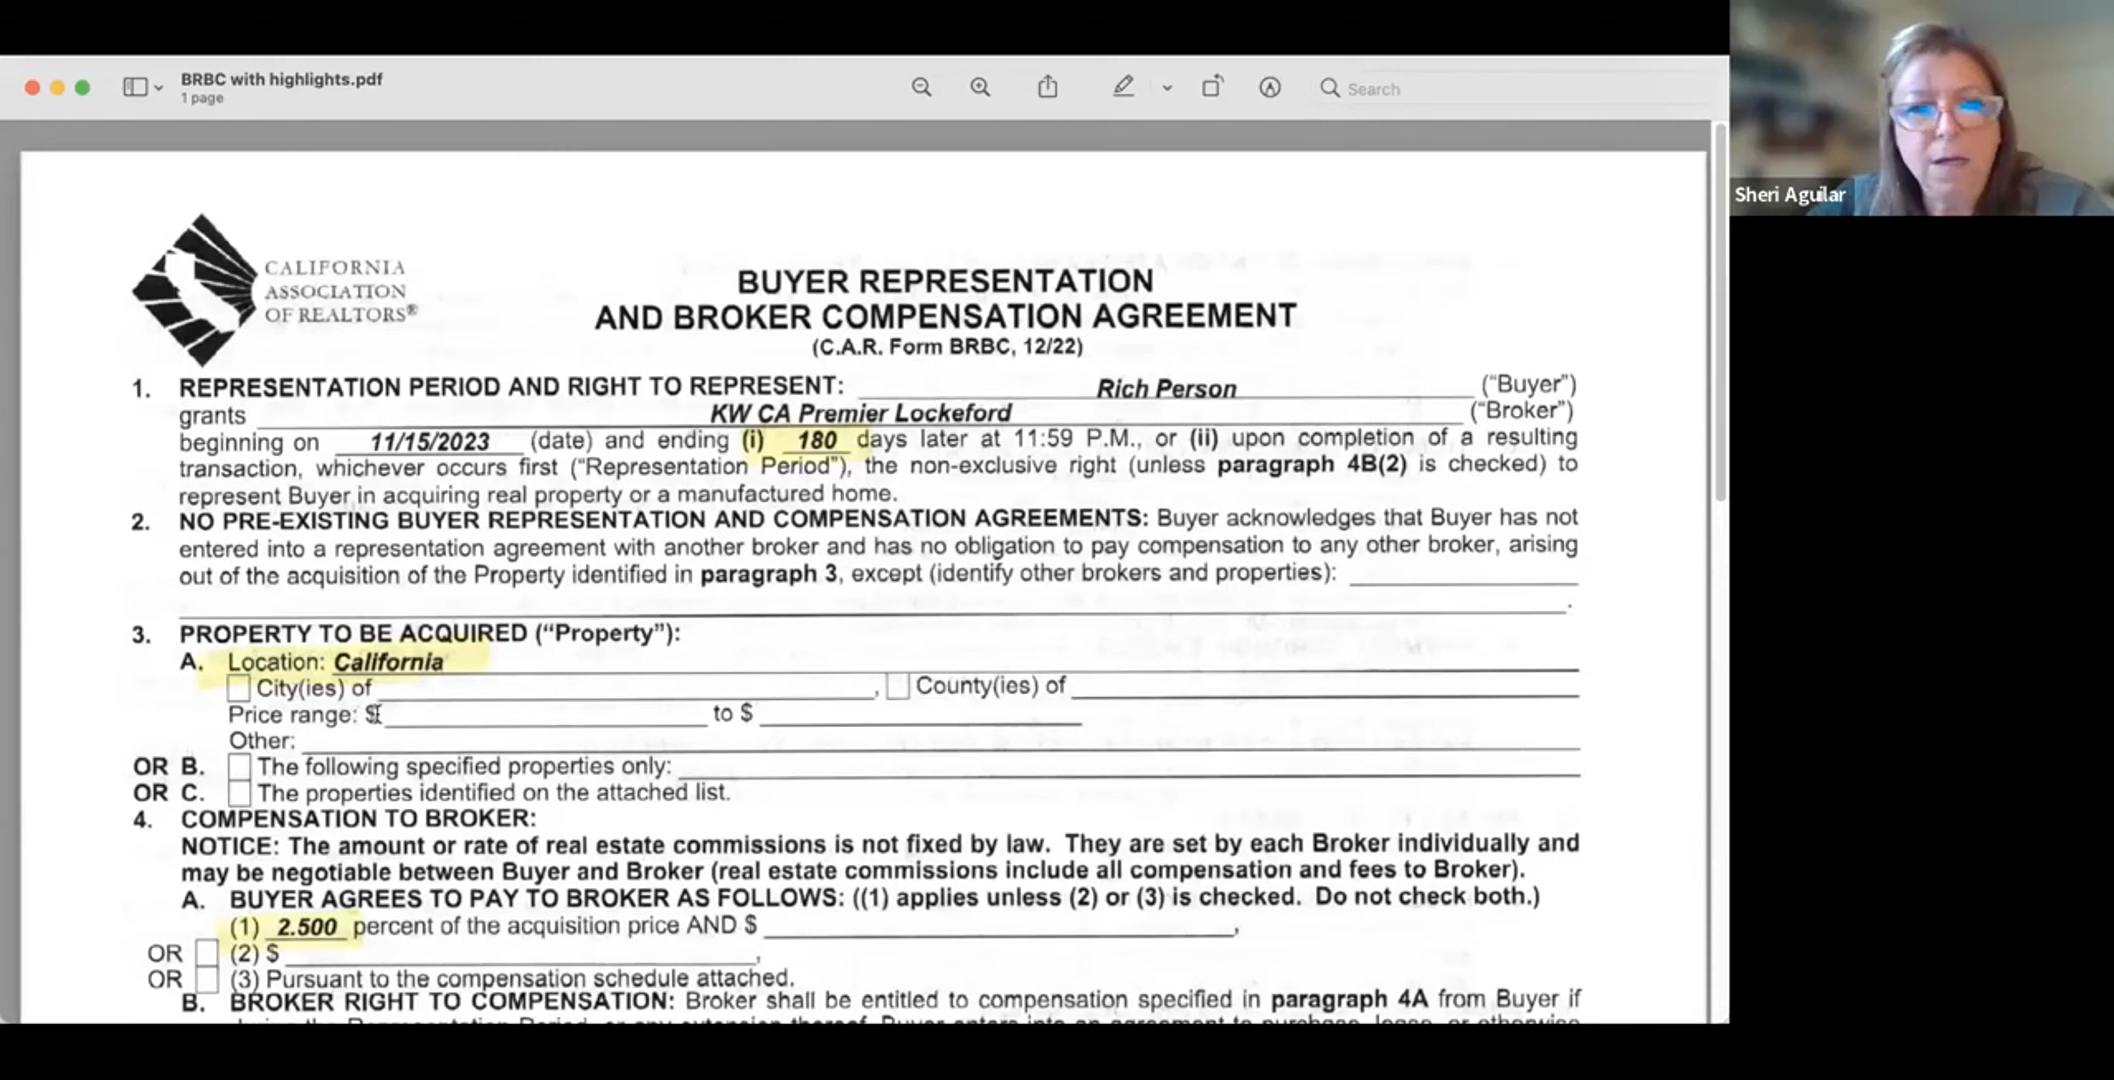 BRBC with highlights.pdf
1 page
Search
Sheri Aguilar
CALIFORNIA
ASSOCIATION
OF REALTORS®
BUYER REPRESENTATION
AND BROKER COMPENSATION AGREEMENT
(C.A.R. Form BRBC, 12/22)
1. REPRESENTATION PERIOD AND RIGHT TO REPRESENT: Rich Person ("Buyer")
grants KW CA Premier Lockeford ("Broker")
beginning on 11/15/2023 (date) and ending (i) 180 days later at 11:59 P.M., or (ii) upon completion of a resulting
transaction, whichever occurs first ("Representation Period"), the non-exclusive right (unless paragraph 4B(2) is checked) to
represent Buyer in acquiring real property or a manufactured home.
2. NO PRE-EXISTING BUYER REPRESENTATION AND COMPENSATION AGREEMENTS: Buyer acknowledges that Buyer has not
entered into a representation agreement with another broker and has no obligation to pay compensation to any other broker, arising
out of the acquisition of the Property identified in paragraph 3, except (identify other brokers and properties):
3. PROPERTY TO BE ACQUIRED ("Property"):
A. Location: California
City(ies) of , County(ies) of
Price range: $ to $
Other:
OR B. The following specified properties only:
OR C. The properties identified on the attached list.
4. COMPENSATION TO BROKER:
NOTICE: The amount or rate of real estate commissions is not fixed by law. They are set by each Broker individually and
may be negotiable between Buyer and Broker (real estate commissions include all compensation and fees to Broker).
A. BUYER AGREES TO PAY TO BROKER AS FOLLOWS: ((1) applies unless (2) or (3) is checked. Do not check both.)
(1) 2.500 percent of the acquisition price AND $ ,
OR (2) $ ,
OR (3) Pursuant to the compensation schedule attached.
B. BROKER RIGHT TO COMPENSATION: Broker shall be entitled to compensation specified in paragraph 4A from Buyer if